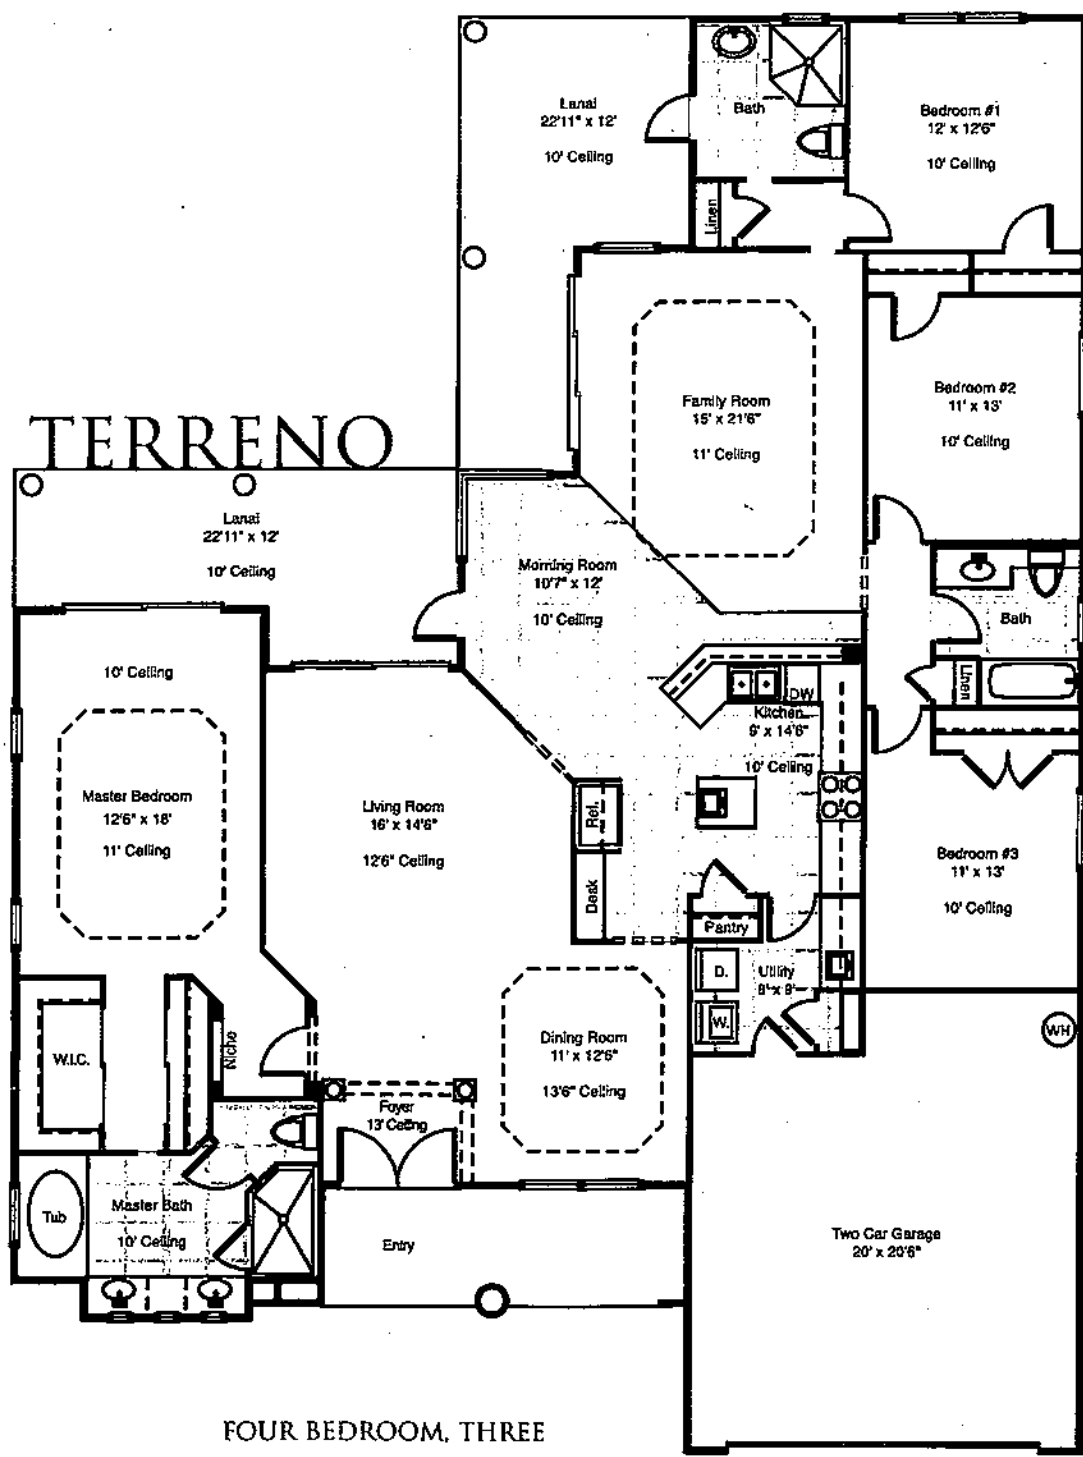 Lanai
22'11" x 12'
10' Ceiling
Bath
Bedroom #1
12' x 12'6"
10' Ceiling
Linen
Family Room
15' x 21'6"
11' Ceiling
Bedroom #2
11' x 13'
10' Ceiling
TERRENO
Lanai
22'11" x 12'
10' Ceiling
Morning Room
10'7" x 12'
10' Ceiling
Bath
Linen
10' Ceiling
DW
Kitchen
9' x 14'6"
10' Ceiling
Master Bedroom
12'6" x 18'
11' Ceiling
Living Room
16' x 14'6"
12'6" Ceiling
Ref.
Desk
Bedroom #3
11' x 13'
10' Ceiling
Pantry
D.
Utility
8' x 9'
W.
W.I.C.
Niche
Dining Room
11' x 12'6"
13'6" Ceiling
WH
Foyer
13' Ceiling
Tub
Master Bath
10' Ceiling
Entry
Two Car Garage
20' x 20'6"
FOUR BEDROOM, THREE